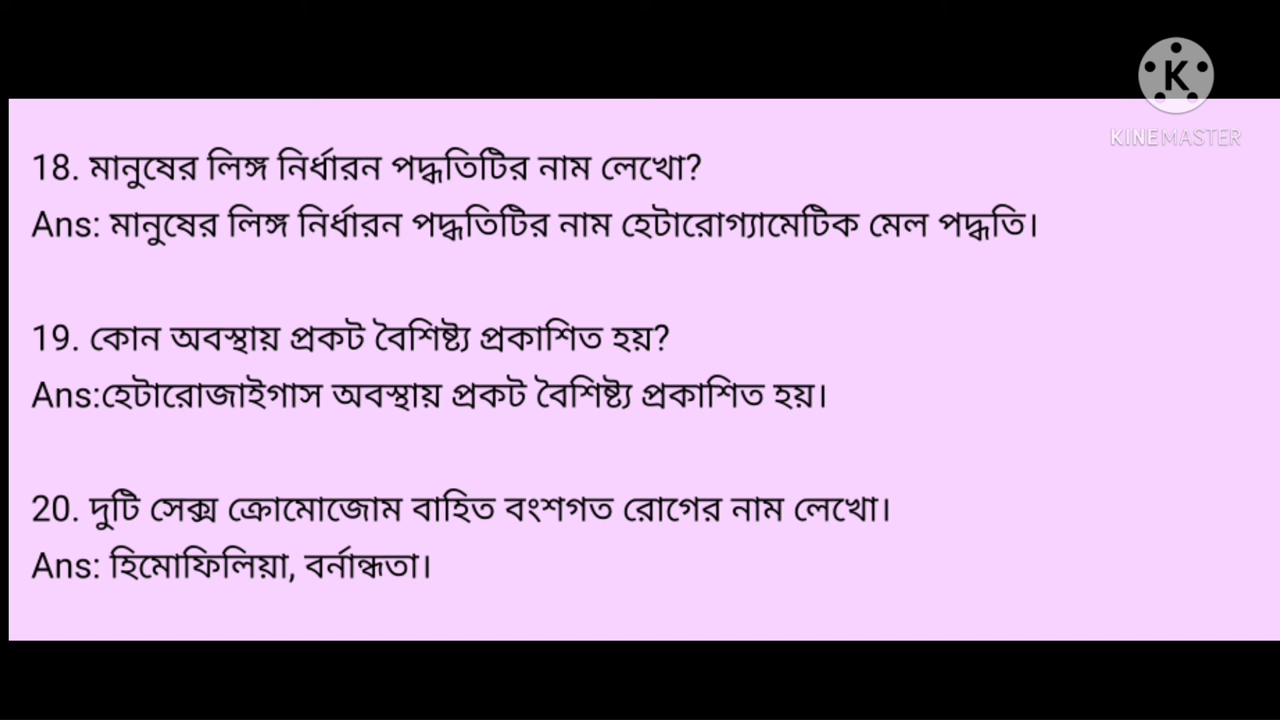 KINEMASTER
18. মানুষের লিঙ্গ নির্ধারন পদ্ধতিটির নাম লেখো?
Ans: মানুষের লিঙ্গ নির্ধারন পদ্ধতিটির নাম হেটারোগ্যামেটিক মেল পদ্ধতি।
19. কোন অবস্থায় প্রকট বৈশিষ্ট্য প্রকাশিত হয়?
Ans:হেটারোজাইগাস অবস্থায় প্রকট বৈশিষ্ট্য প্রকাশিত হয়।
20. দুটি সেক্স ক্রোমোজোম বাহিত বংশগত রোগের নাম লেখো।
Ans: হিমোফিলিয়া, বর্নান্ধতা।